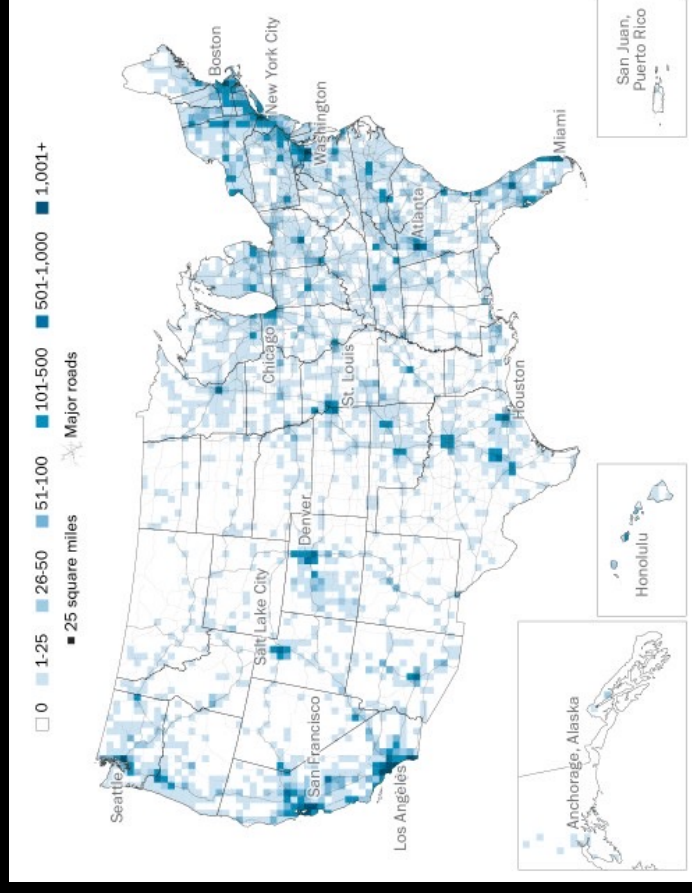 0 1-25 26-50 51-100 101-500 501-1,000 1,001+
25 square miles Major roads
Seattle
San Francisco
Los Angeles
Salt Lake City
Denver
Chicago
St. Louis
Houston
Atlanta
Miami
Washington
New York City
Boston
Anchorage, Alaska
Honolulu
San Juan,
Puerto Rico